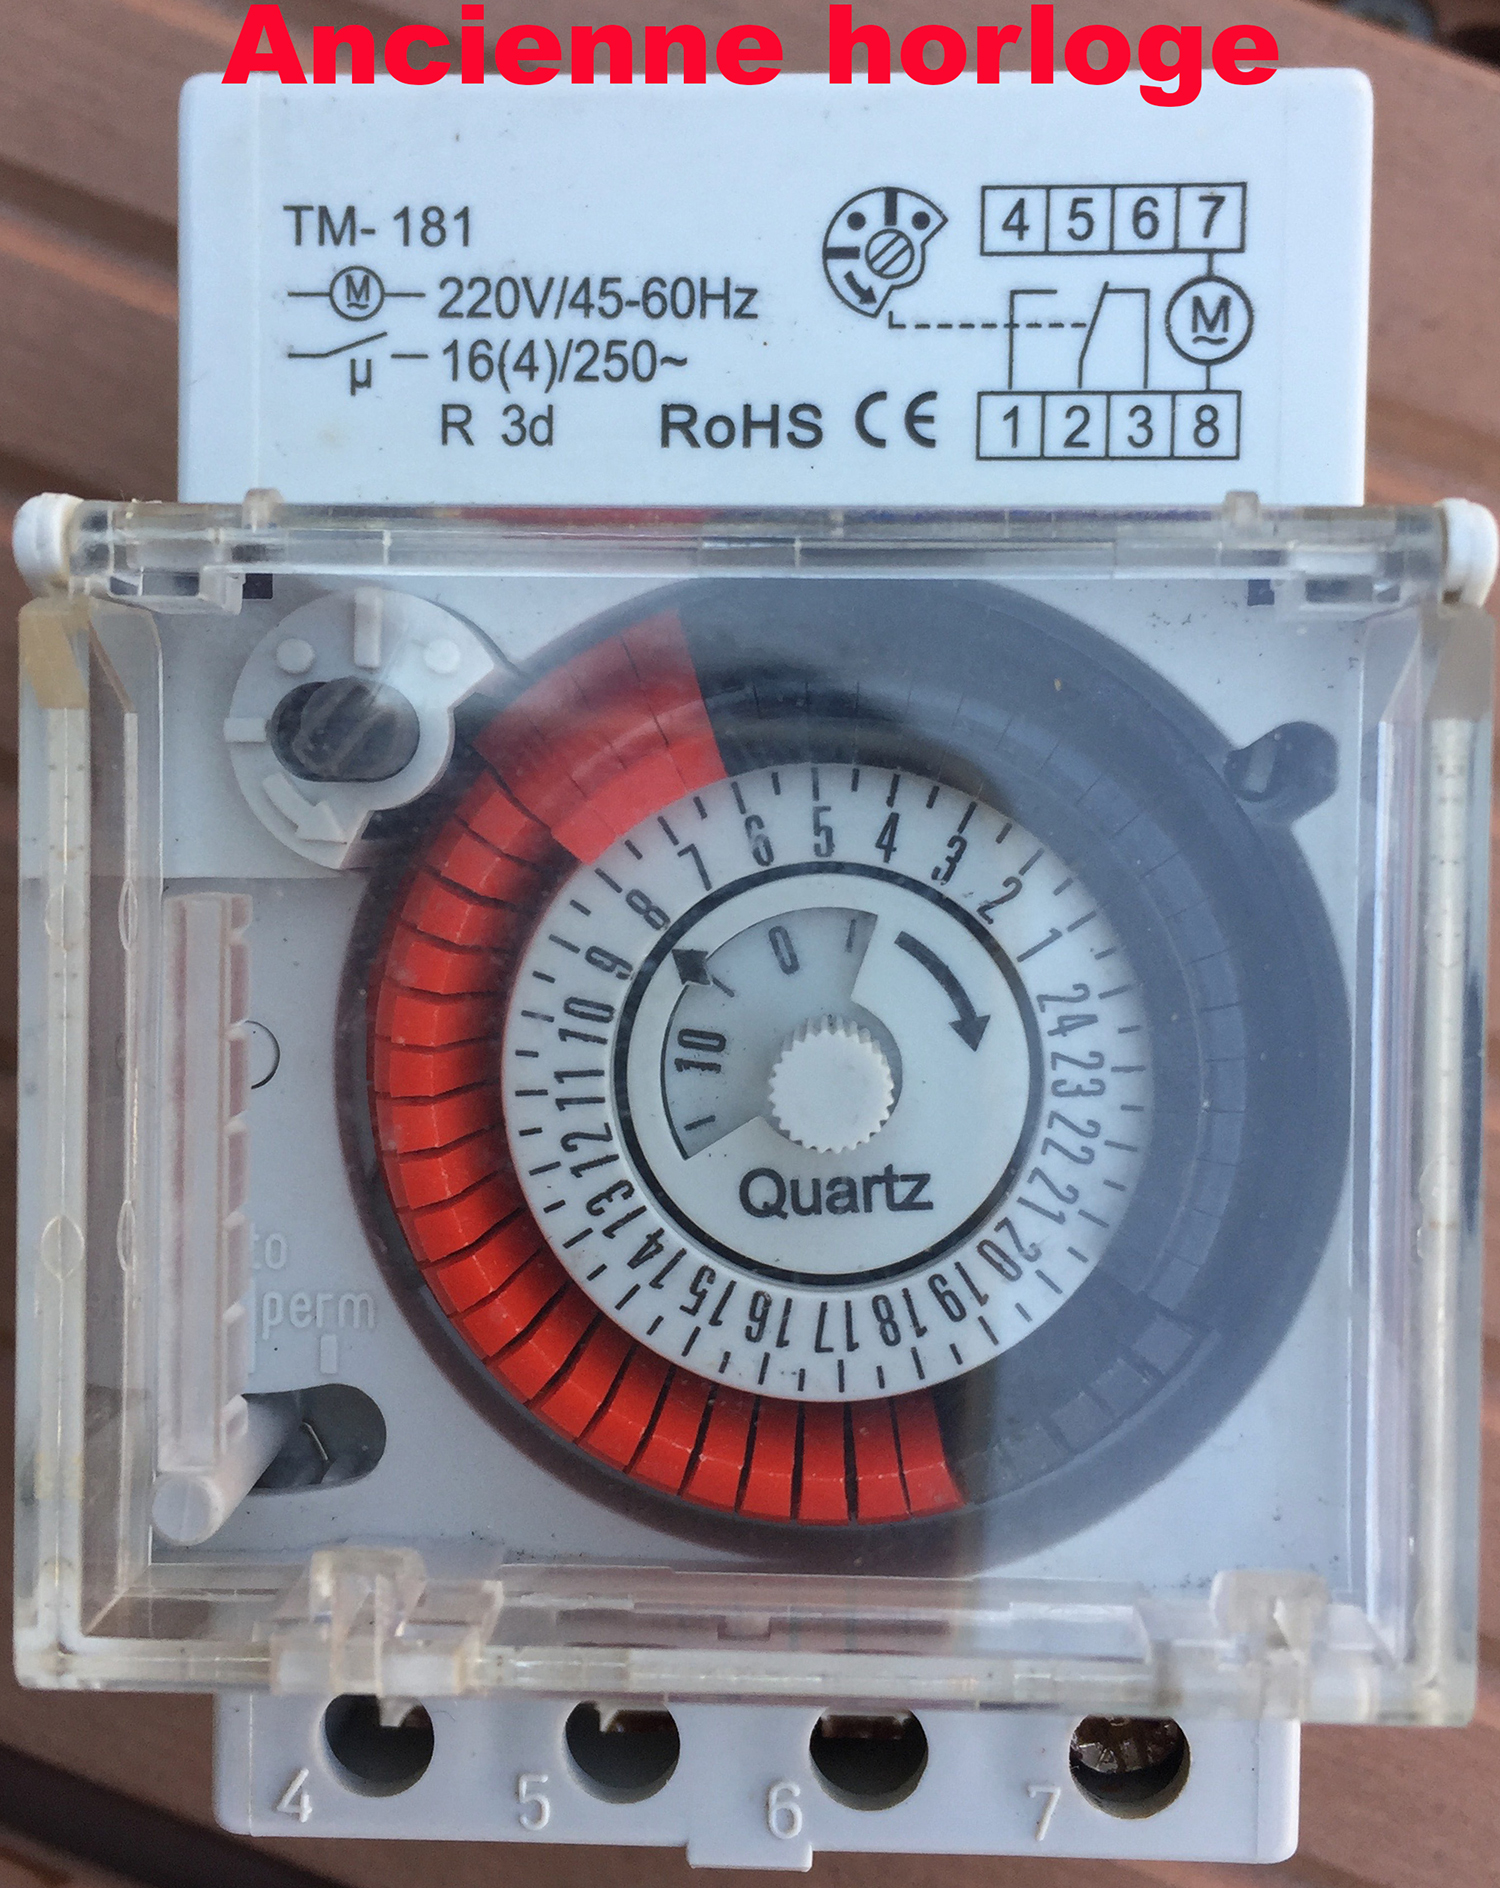 Ancienne horloge
TM- 181
M 220V/45-60Hz
µ 16(4)/250~
R 3d RoHS CE
4 5 6 7
M
1 2 3 8
7 6 5 4 3 2 1 24 23 22 21 20 19 18 17 16 15 14 13 12 11 10 9 8
10 0
Quartz
to
perm
4 5 6 7